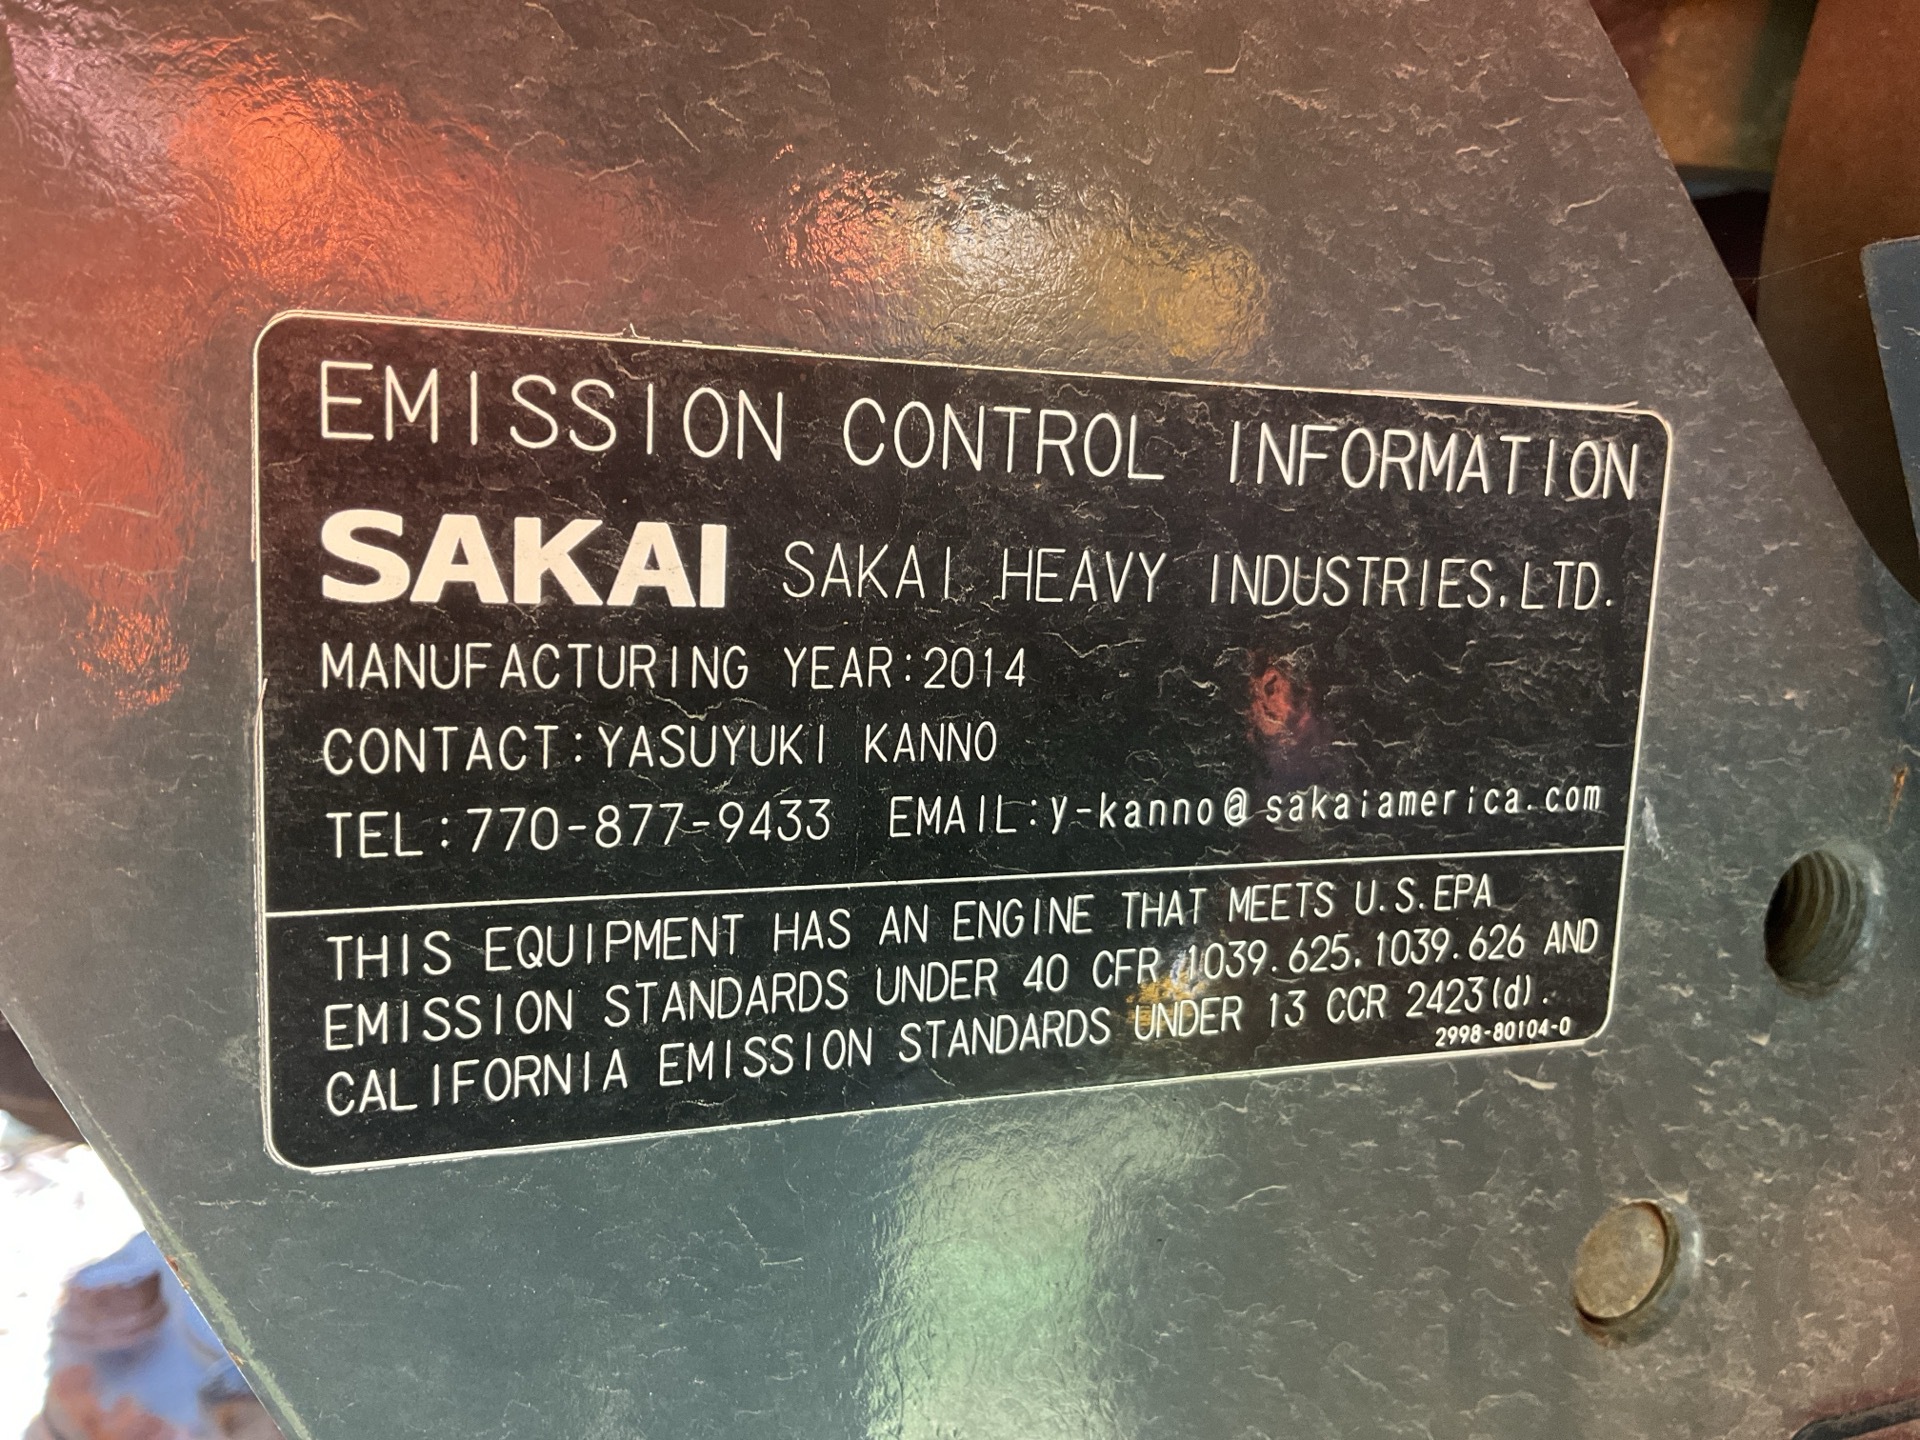 EMISSION CONTROL INFORMATION
SAKAI SAKAI HEAVY INDUSTRIES,LTD.
MANUFACTURING YEAR:2014
CONTACT:YASUYUKI KANNO
TEL:770-877-9433 EMAIL:y-kanno@sakaiamerica.com
THIS EQUIPMENT HAS AN ENGINE THAT MEETS U.S.EPA
EMISSION STANDARDS UNDER 40 CFR 1039.625, 1039.626 AND
CALIFORNIA EMISSION STANDARDS UNDER 13 CCR 2423(d).
2998-80104-0